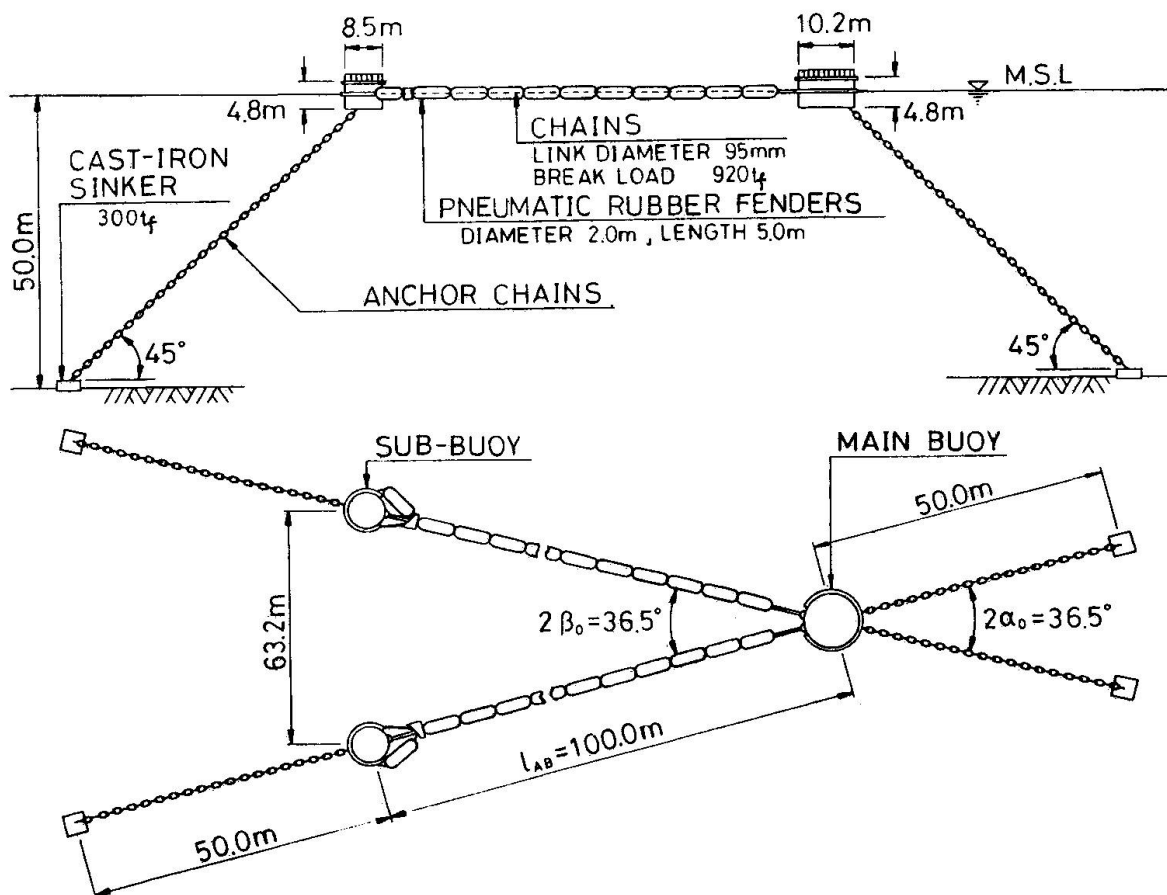 8.5m
10.2m
M.S.L
4.8m
4.8m
CHAINS
LINK DIAMETER 95mm
BREAK LOAD 920tf
CAST-IRON
SINKER
300tf
PNEUMATIC RUBBER FENDERS
DIAMETER 2.0m , LENGTH 5.0m
50.0m
ANCHOR CHAINS
45°
45°
SUB-BUOY
MAIN BUOY
50.0m
63.2m
2β₀=36.5°
2α₀=36.5°
lAB=100.0m
50.0m